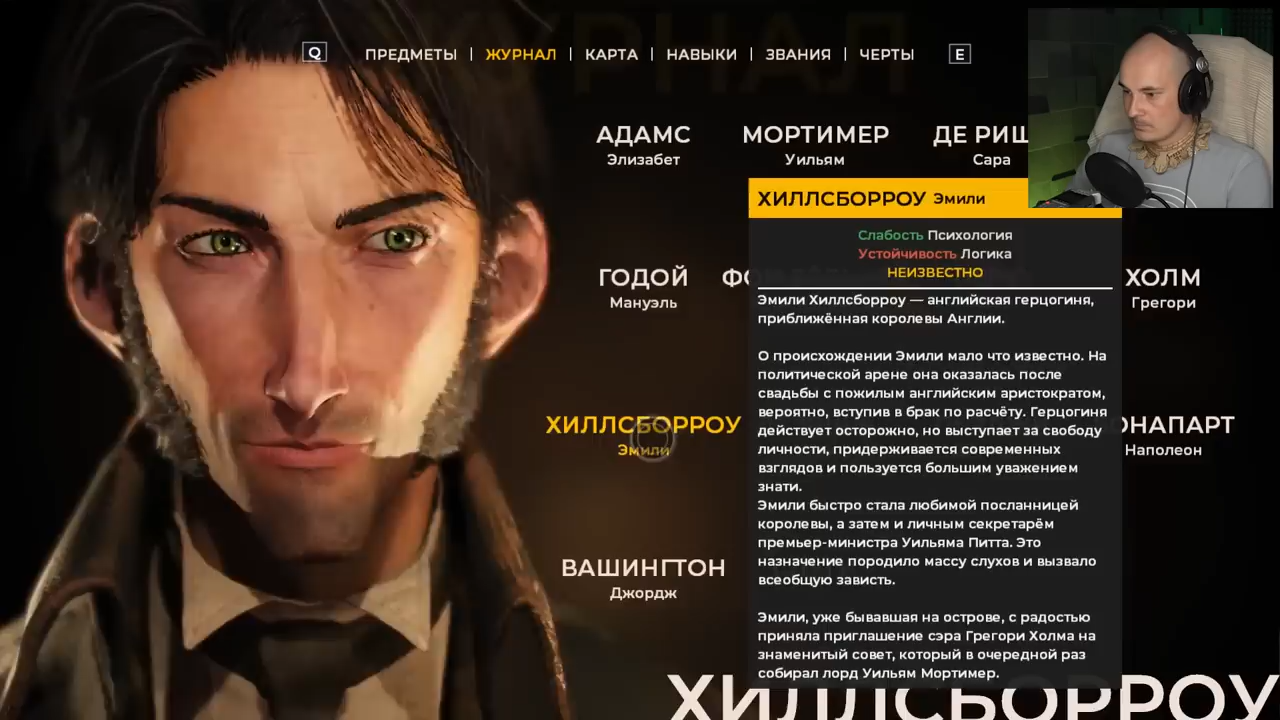 Q ПРЕДМЕТЫ | ЖУРНАЛ | КАРТА | НАВЫКИ | ЗВАНИЯ | ЧЕРТЫ E
АДАМС
Элизабет
МОРТИМЕР
Уильям
ДЕ РИШ
Сара
ХИЛЛСБОРРОУ Эмили
Слабость Психология
Устойчивость Логика
НЕИЗВЕСТНО
Эмили Хиллсборроу — английская герцогиня,
приближённая королевы Англии.
О происхождении Эмили мало что известно. На
политической арене она оказалась после
свадьбы с пожилым английским аристократом,
вероятно, вступив в брак по расчёту. Герцогиня
действует осторожно, но выступает за свободу
личности, придерживается современных
взглядов и пользуется большим уважением
знати.
Эмили быстро стала любимой посланницей
королевы, а затем и личным секретарём
премьер-министра Уильяма Питта. Это
назначение породило массу слухов и вызвало
всеобщую зависть.
Эмили, уже бывавшая на острове, с радостью
приняла приглашение сэра Грегори Холма на
знаменитый совет, который в очередной раз
собирал лорд Уильям Мортимер.
ГОДОЙ
Мануэль
ХОЛМ
Грегори
ХИЛЛСБОРРОУ
Эмили
ОНАПАРТ
Наполеон
ВАШИНГТОН
Джордж
ХИЛЛСБОРРОУ